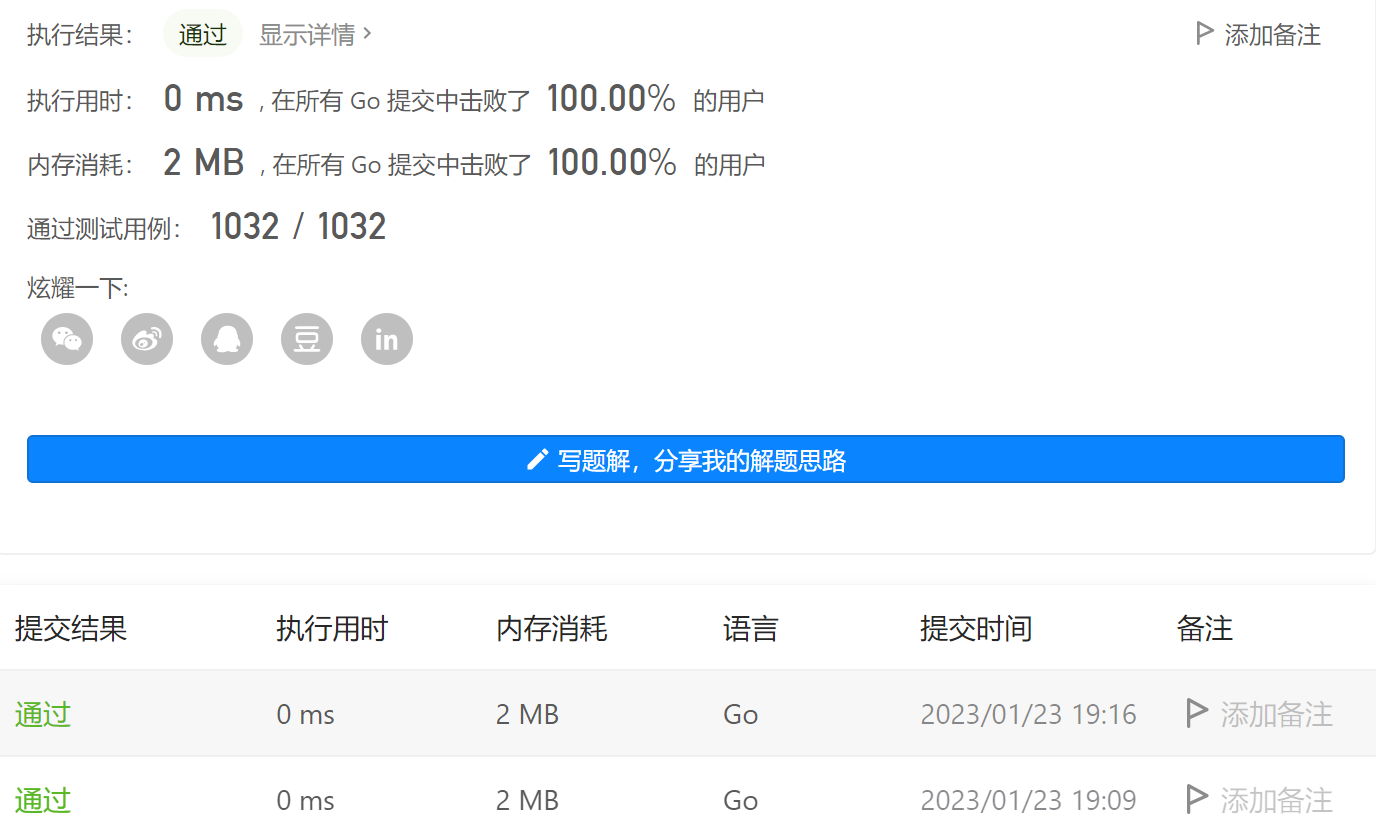 执行结果： 通过 显示详情 > 添加备注
执行用时： 0 ms , 在所有 Go 提交中击败了 100.00% 的用户
内存消耗： 2 MB , 在所有 Go 提交中击败了 100.00% 的用户
通过测试用例： 1032 / 1032
炫耀一下:
豆 in
写题解，分享我的解题思路
提交结果 执行用时 内存消耗 语言 提交时间 备注
通过 0 ms 2 MB Go 2023/01/23 19:16 添加备注
通过 0 ms 2 MB Go 2023/01/23 19:09 添加备注